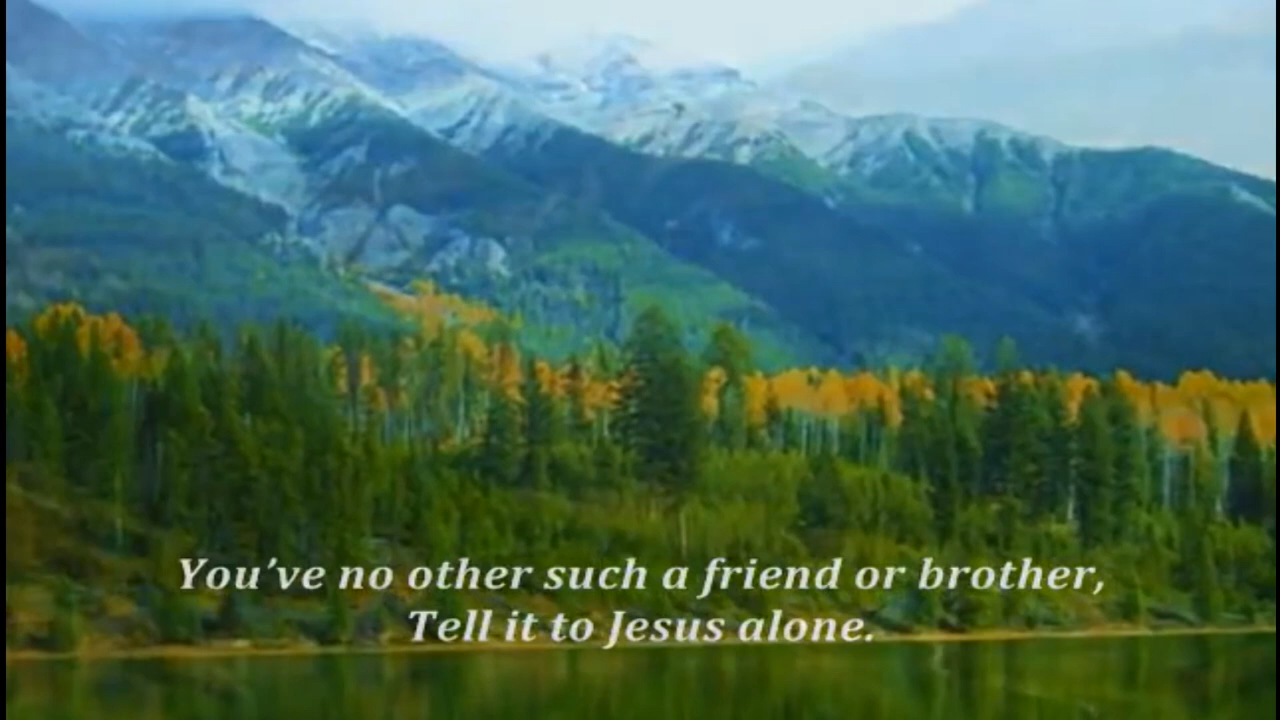 You've no other such a friend or brother,
Tell it to Jesus alone.